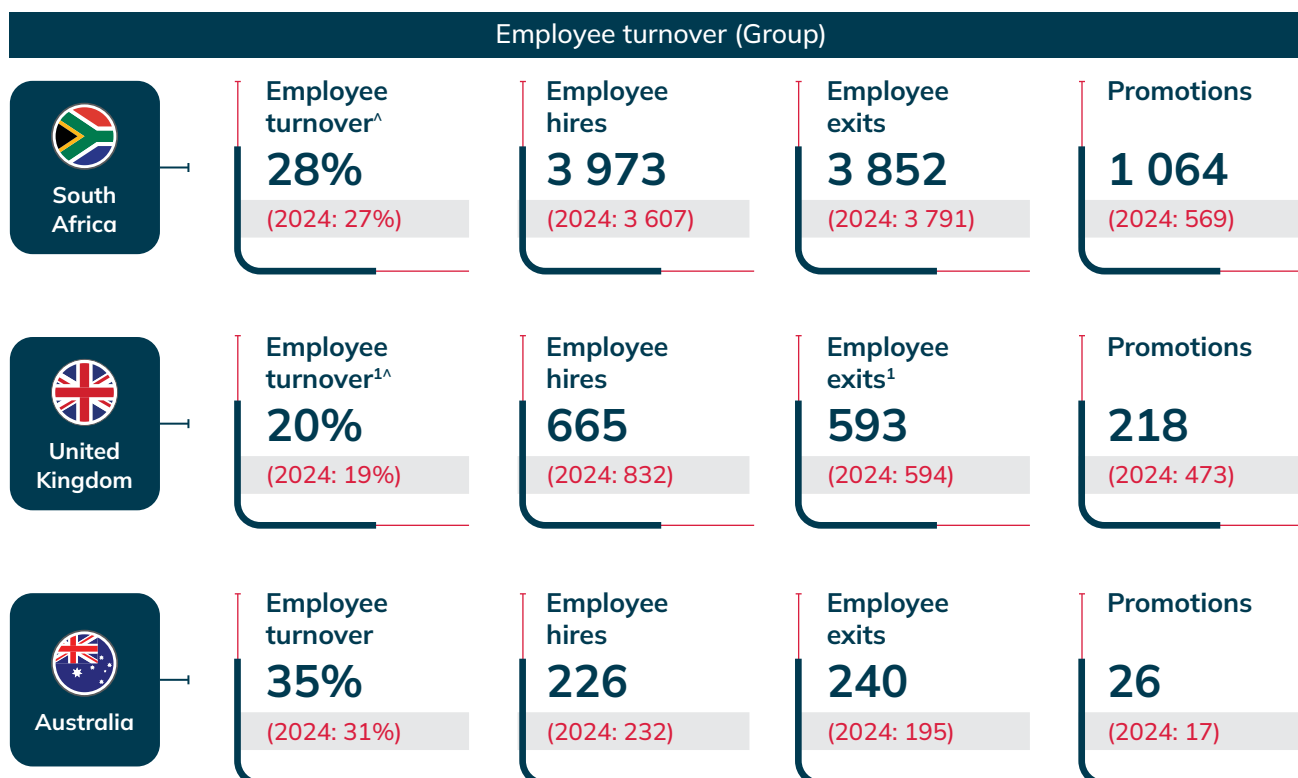 Employee turnover (Group)
South
Africa
Employee
turnover^
28%
(2024: 27%)
Employee
hires
3 973
(2024: 3 607)
Employee
exits
3 852
(2024: 3 791)
Promotions
1 064
(2024: 569)
United
Kingdom
Employee
turnover¹^
20%
(2024: 19%)
Employee
hires
665
(2024: 832)
Employee
exits¹
593
(2024: 594)
Promotions
218
(2024: 473)
Australia
Employee
turnover
35%
(2024: 31%)
Employee
hires
226
(2024: 232)
Employee
exits
240
(2024: 195)
Promotions
26
(2024: 17)